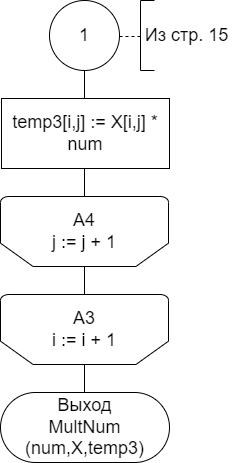 1
Из стр. 15
temp3[i,j] := X[i,j] *
num
A4
j := j + 1
A3
i := i + 1
Выход
MultNum
(num,X,temp3)